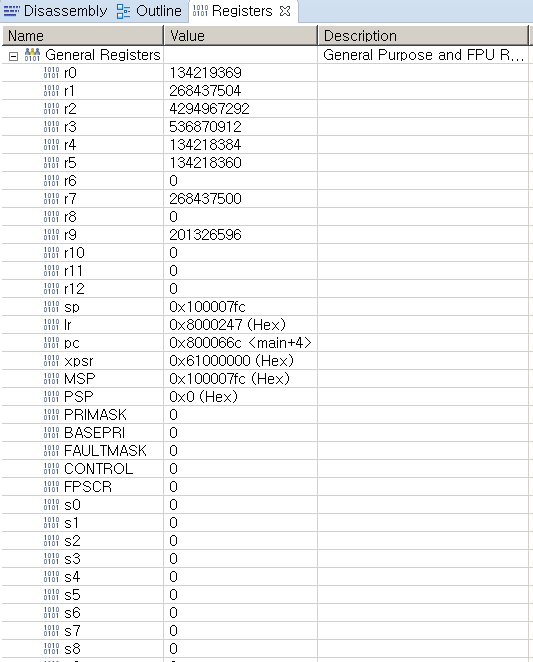 Disassembly Outline Registers
Name Value Description
General Registers General Purpose and FPU R...
r0 134219369
r1 268437504
r2 4294967292
r3 536870912
r4 134218384
r5 134218360
r6 0
r7 268437500
r8 0
r9 201326596
r10 0
r11 0
r12 0
sp 0x100007fc
lr 0x8000247 (Hex)
pc 0x800066c <main+4>
xpsr 0x61000000 (Hex)
MSP 0x100007fc (Hex)
PSP 0x0 (Hex)
PRIMASK 0
BASEPRI 0
FAULTMASK 0
CONTROL 0
FPSCR 0
s0 0
s1 0
s2 0
s3 0
s4 0
s5 0
s6 0
s7 0
s8 0